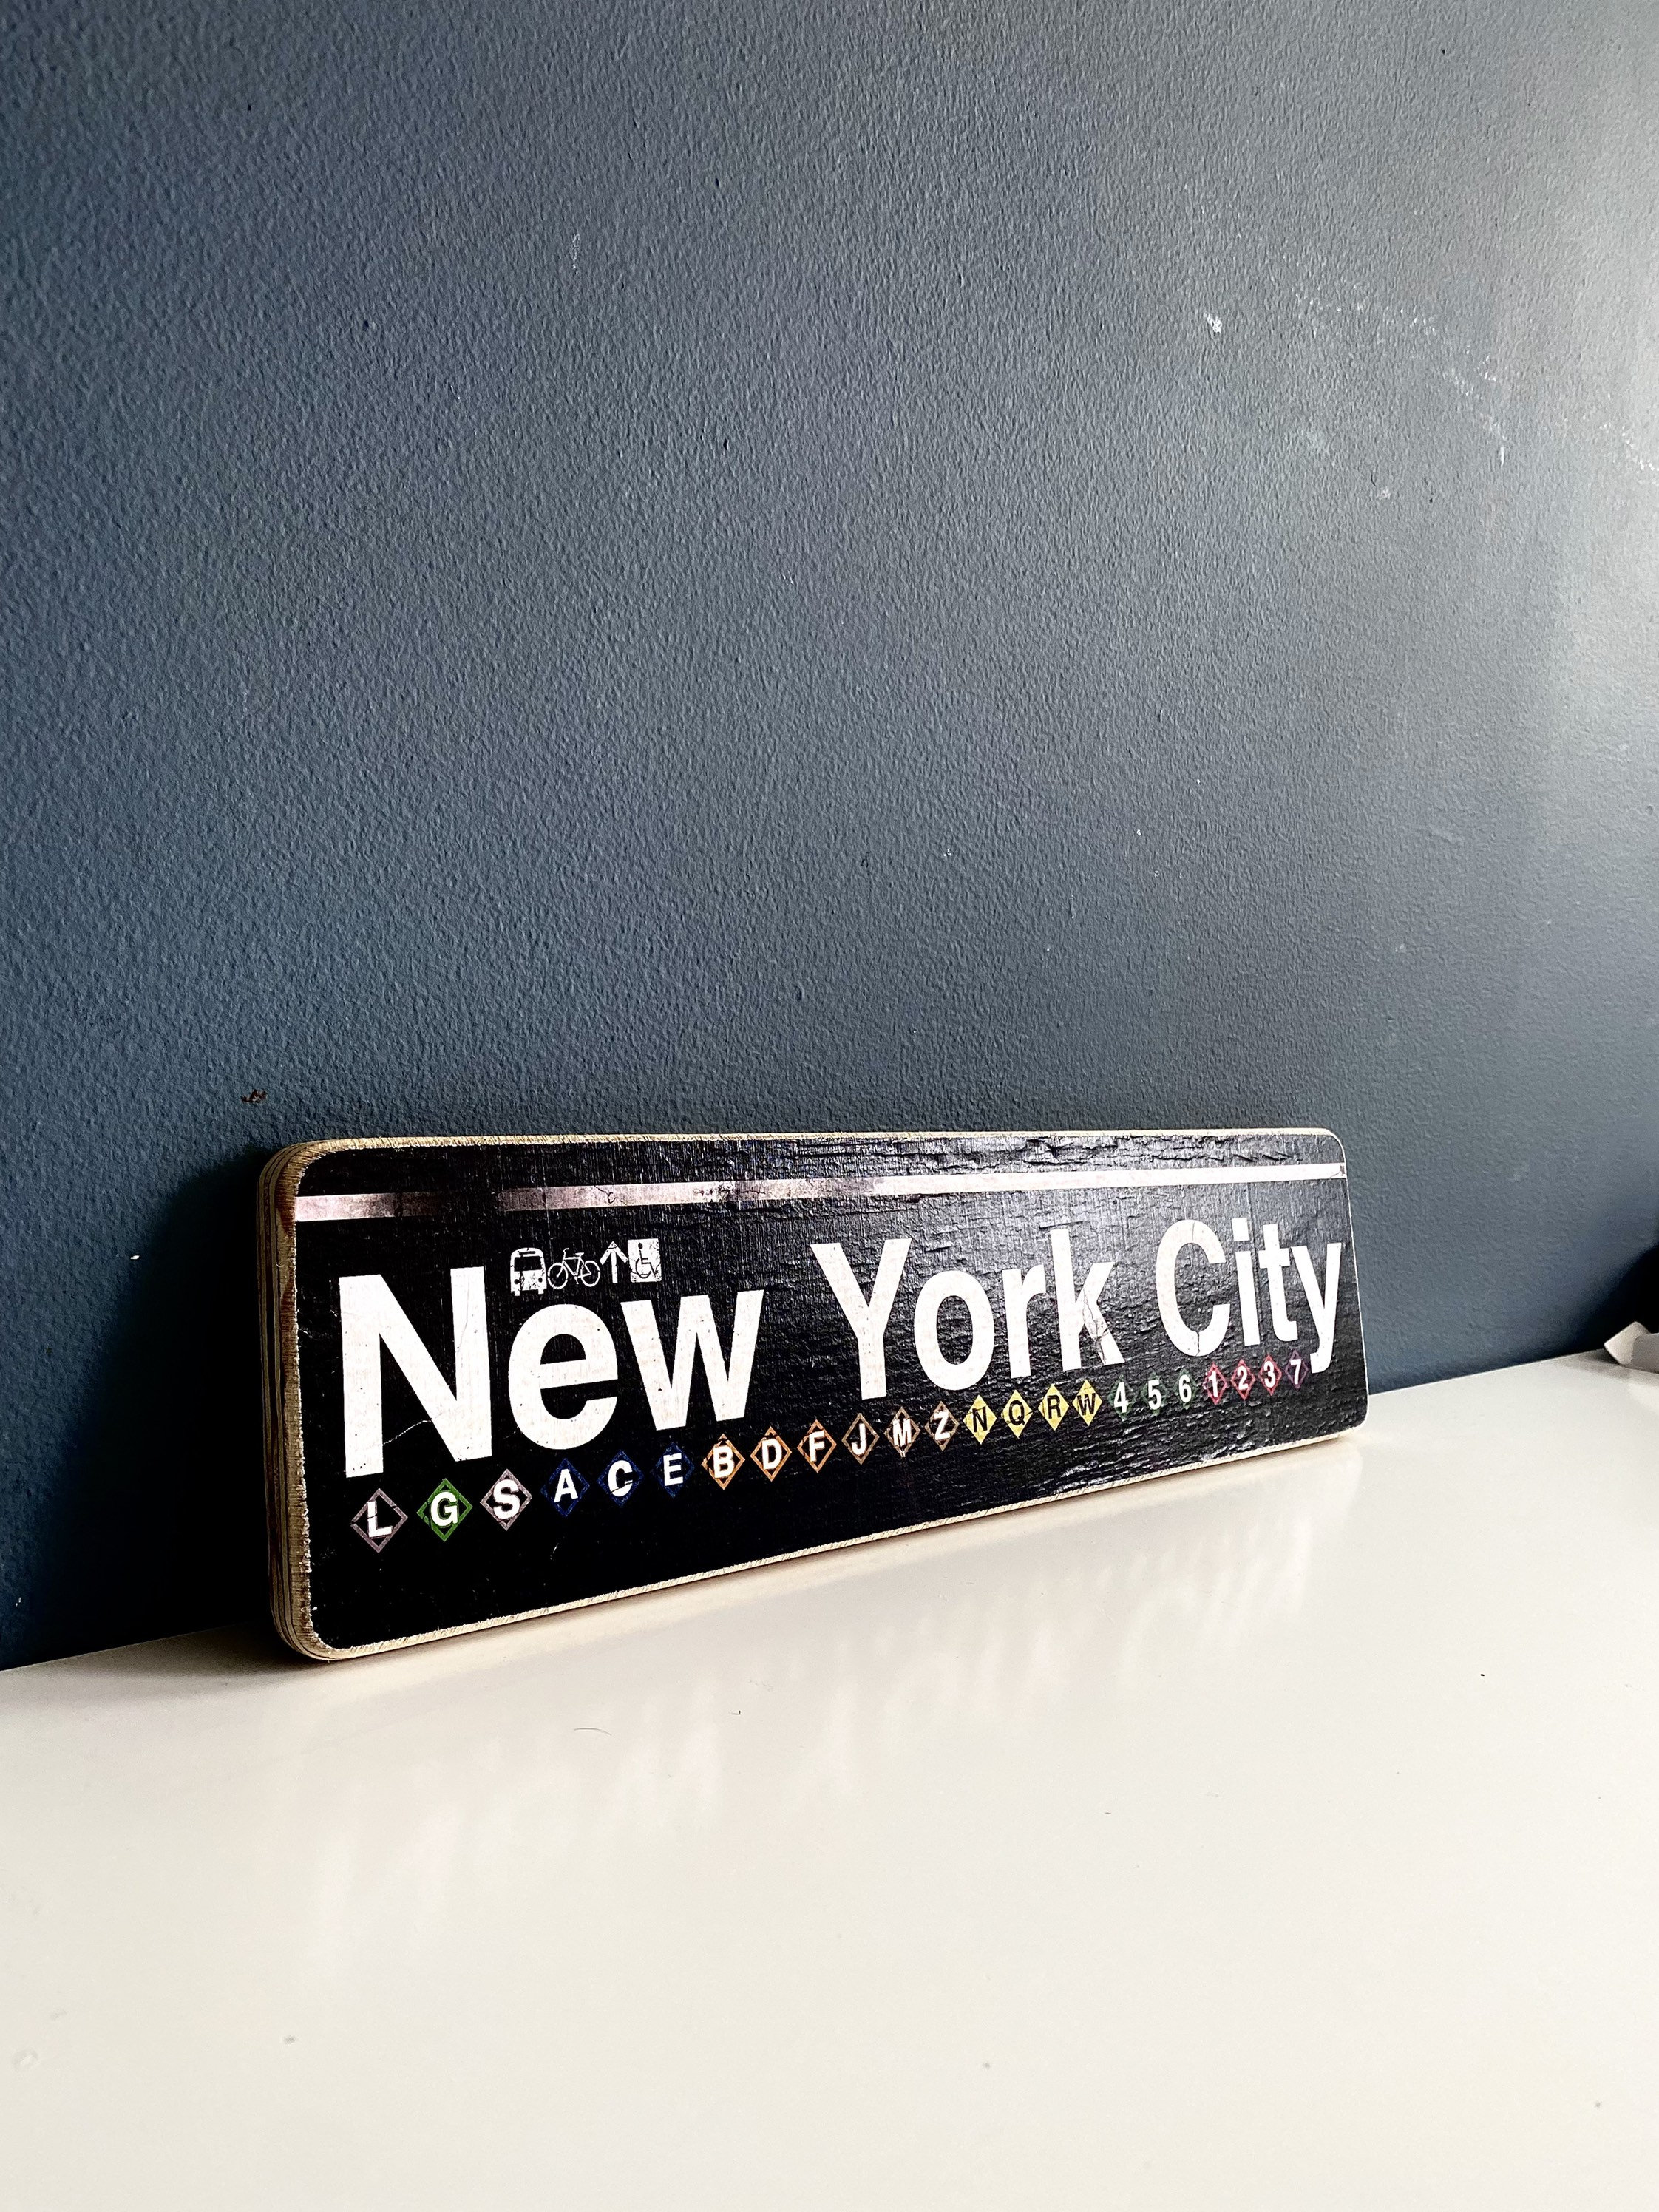 New York City
L G S A C E B D F J M Z N Q R W 4 5 6 1 2 3 7